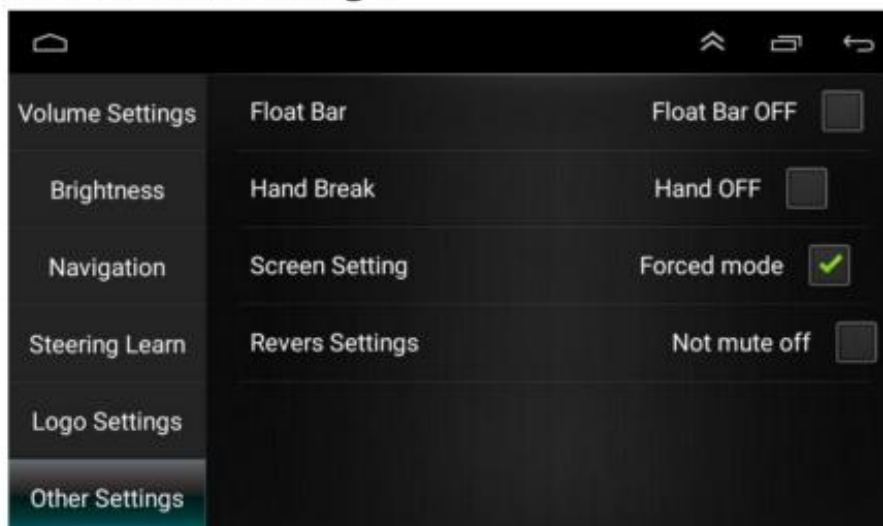 Volume Settings
Float Bar Float Bar OFF
Brightness
Hand Break Hand OFF
Navigation
Screen Setting Forced mode
Steering Learn
Revers Settings Not mute off
Logo Settings
Other Settings